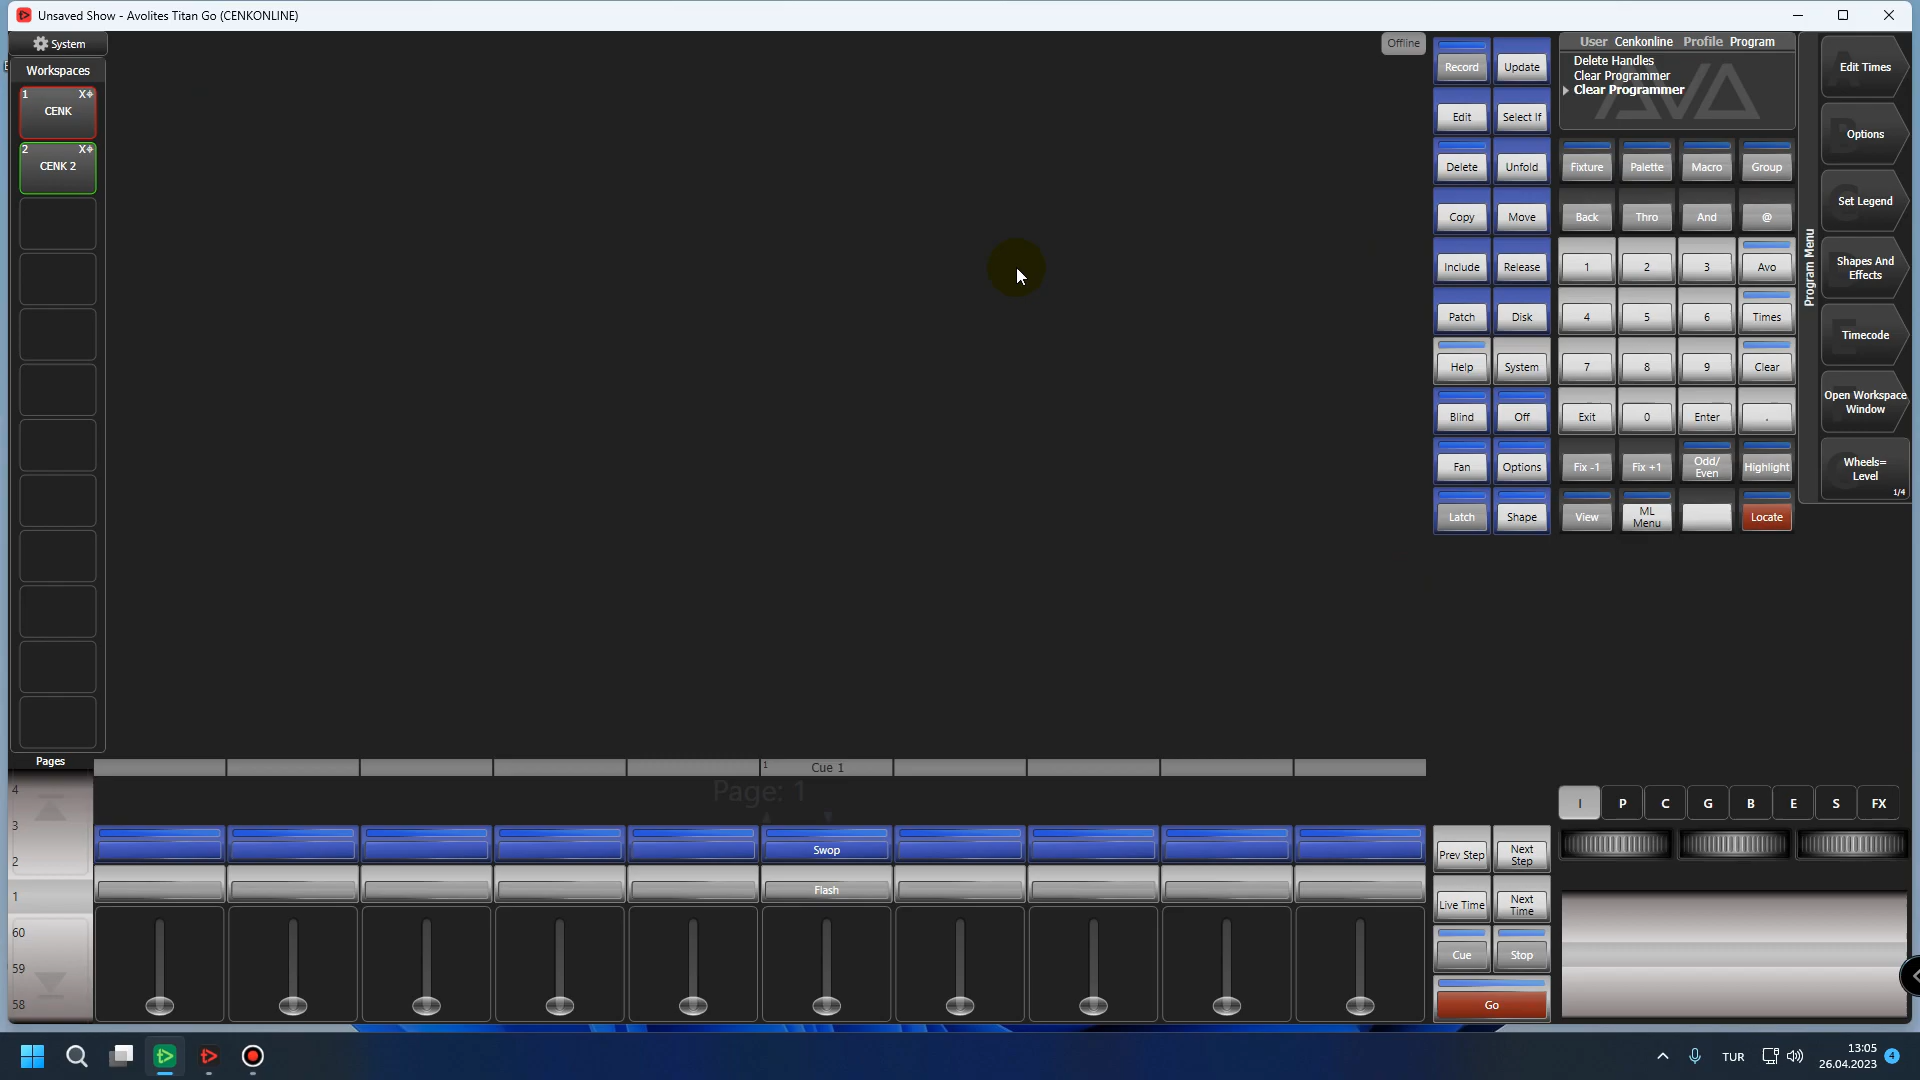 Unsaved Show - Avolites Titan Go (CENKONLINE)
System
Workspaces
1 X
CENK
2 X
CENK 2
Offline
Record
Update
Edit
Select If
Delete
Unfold
Copy
Move
Include
Release
Patch
Disk
Help
System
Blind
Off
Fan
Options
Latch
Shape
User Cenkonline Profile Program
Delete Handles
Clear Programmer
Clear Programmer
AVA
Fixture
Palette
Macro
Group
Back
Thro
And
@
1
2
3
Avo
4
5
6
Times
7
8
9
Clear
Exit
0
Enter
.
Fix -1
Fix +1
Odd/
Even
Highlight
View
ML
Menu
Locate
Program Menu
Edit Times
Options
Set Legend
Shapes And
Effects
Timecode
Open Workspace
Window
Wheels=
Level
1/4
Pages
4
3
2
1
60
59
58
1 Cue 1
Page: 1
Swop
Flash
Prev Step
Next
Step
Live Time
Next
Time
Cue
Stop
Go
I
P
C
G
B
E
S
FX
TUR
13:05
26.04.2023
4